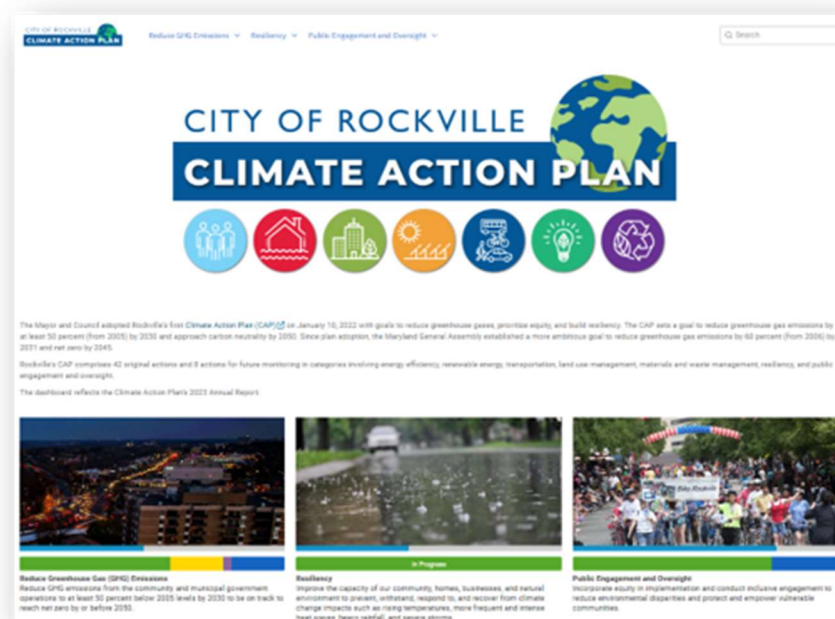 CITY OF ROCKVILLE
CLIMATE ACTION PLAN
Reduce GHG Emissions
Resiliency
Public Engagement and Oversight
Search
CITY OF ROCKVILLE
CLIMATE ACTION PLAN
The Mayor and Council adopted Rockville's first Climate Action Plan (CAP) on January 10, 2022 with goals to reduce greenhouse gases, prioritize equity, and build resiliency. The CAP sets a goal to reduce greenhouse gas emissions by
at least 50 percent (from 2005) by 2030 and approach carbon neutrality by 2050. Since plan adoption, the Maryland General Assembly established a more ambitious goal to reduce greenhouse gas emissions by 60 percent (from 2006) by
2031 and net zero by 2045.
Rockville's CAP comprises 42 original actions and 8 actions for future monitoring in categories involving energy efficiency, renewable energy, transportation, land use management, materials and waste management, resiliency, and public
engagement and oversight.
The dashboard reflects the Climate Action Plan's 2023 Annual Report
Bike Rockville
In Progress
Reduce Greenhouse Gas (GHG) Emissions
Reduce GHG emissions from the community and municipal government
operations to at least 50 percent below 2005 levels by 2030 to be on track to
reach net zero by or before 2050.
Resiliency
Improve the capacity of our community, homes, businesses, and natural
environment to prevent, withstand, respond to, and recover from climate
change impacts such as rising temperatures, more frequent and intense
heat waves, heavy rainfall, and severe storms.
Public Engagement and Oversight
Incorporate equity in implementation and conduct inclusive engagement to
reduce environmental disparities and protect and empower vulnerable
communities.